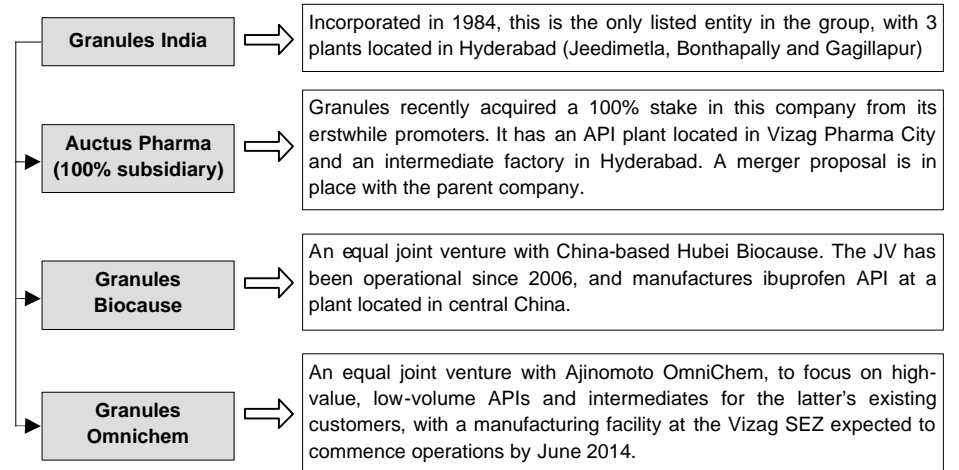 Granules India
Incorporated in 1984, this is the only listed entity in the group, with 3
plants located in Hyderabad (Jeedimetla, Bonthapally and Gagillapur)
Auctus Pharma
(100% subsidiary)
Granules recently acquired a 100% stake in this company from its
erstwhile promoters. It has an API plant located in Vizag Pharma City
and an intermediate factory in Hyderabad. A merger proposal is in
place with the parent company.
Granules
Biocause
An equal joint venture with China-based Hubei Biocause. The JV has
been operational since 2006, and manufactures ibuprofen API at a
plant located in central China.
Granules
Omnichem
An equal joint venture with Ajinomoto OmniChem, to focus on high-
value, low-volume APIs and intermediates for the latter's existing
customers, with a manufacturing facility at the Vizag SEZ expected to
commence operations by June 2014.